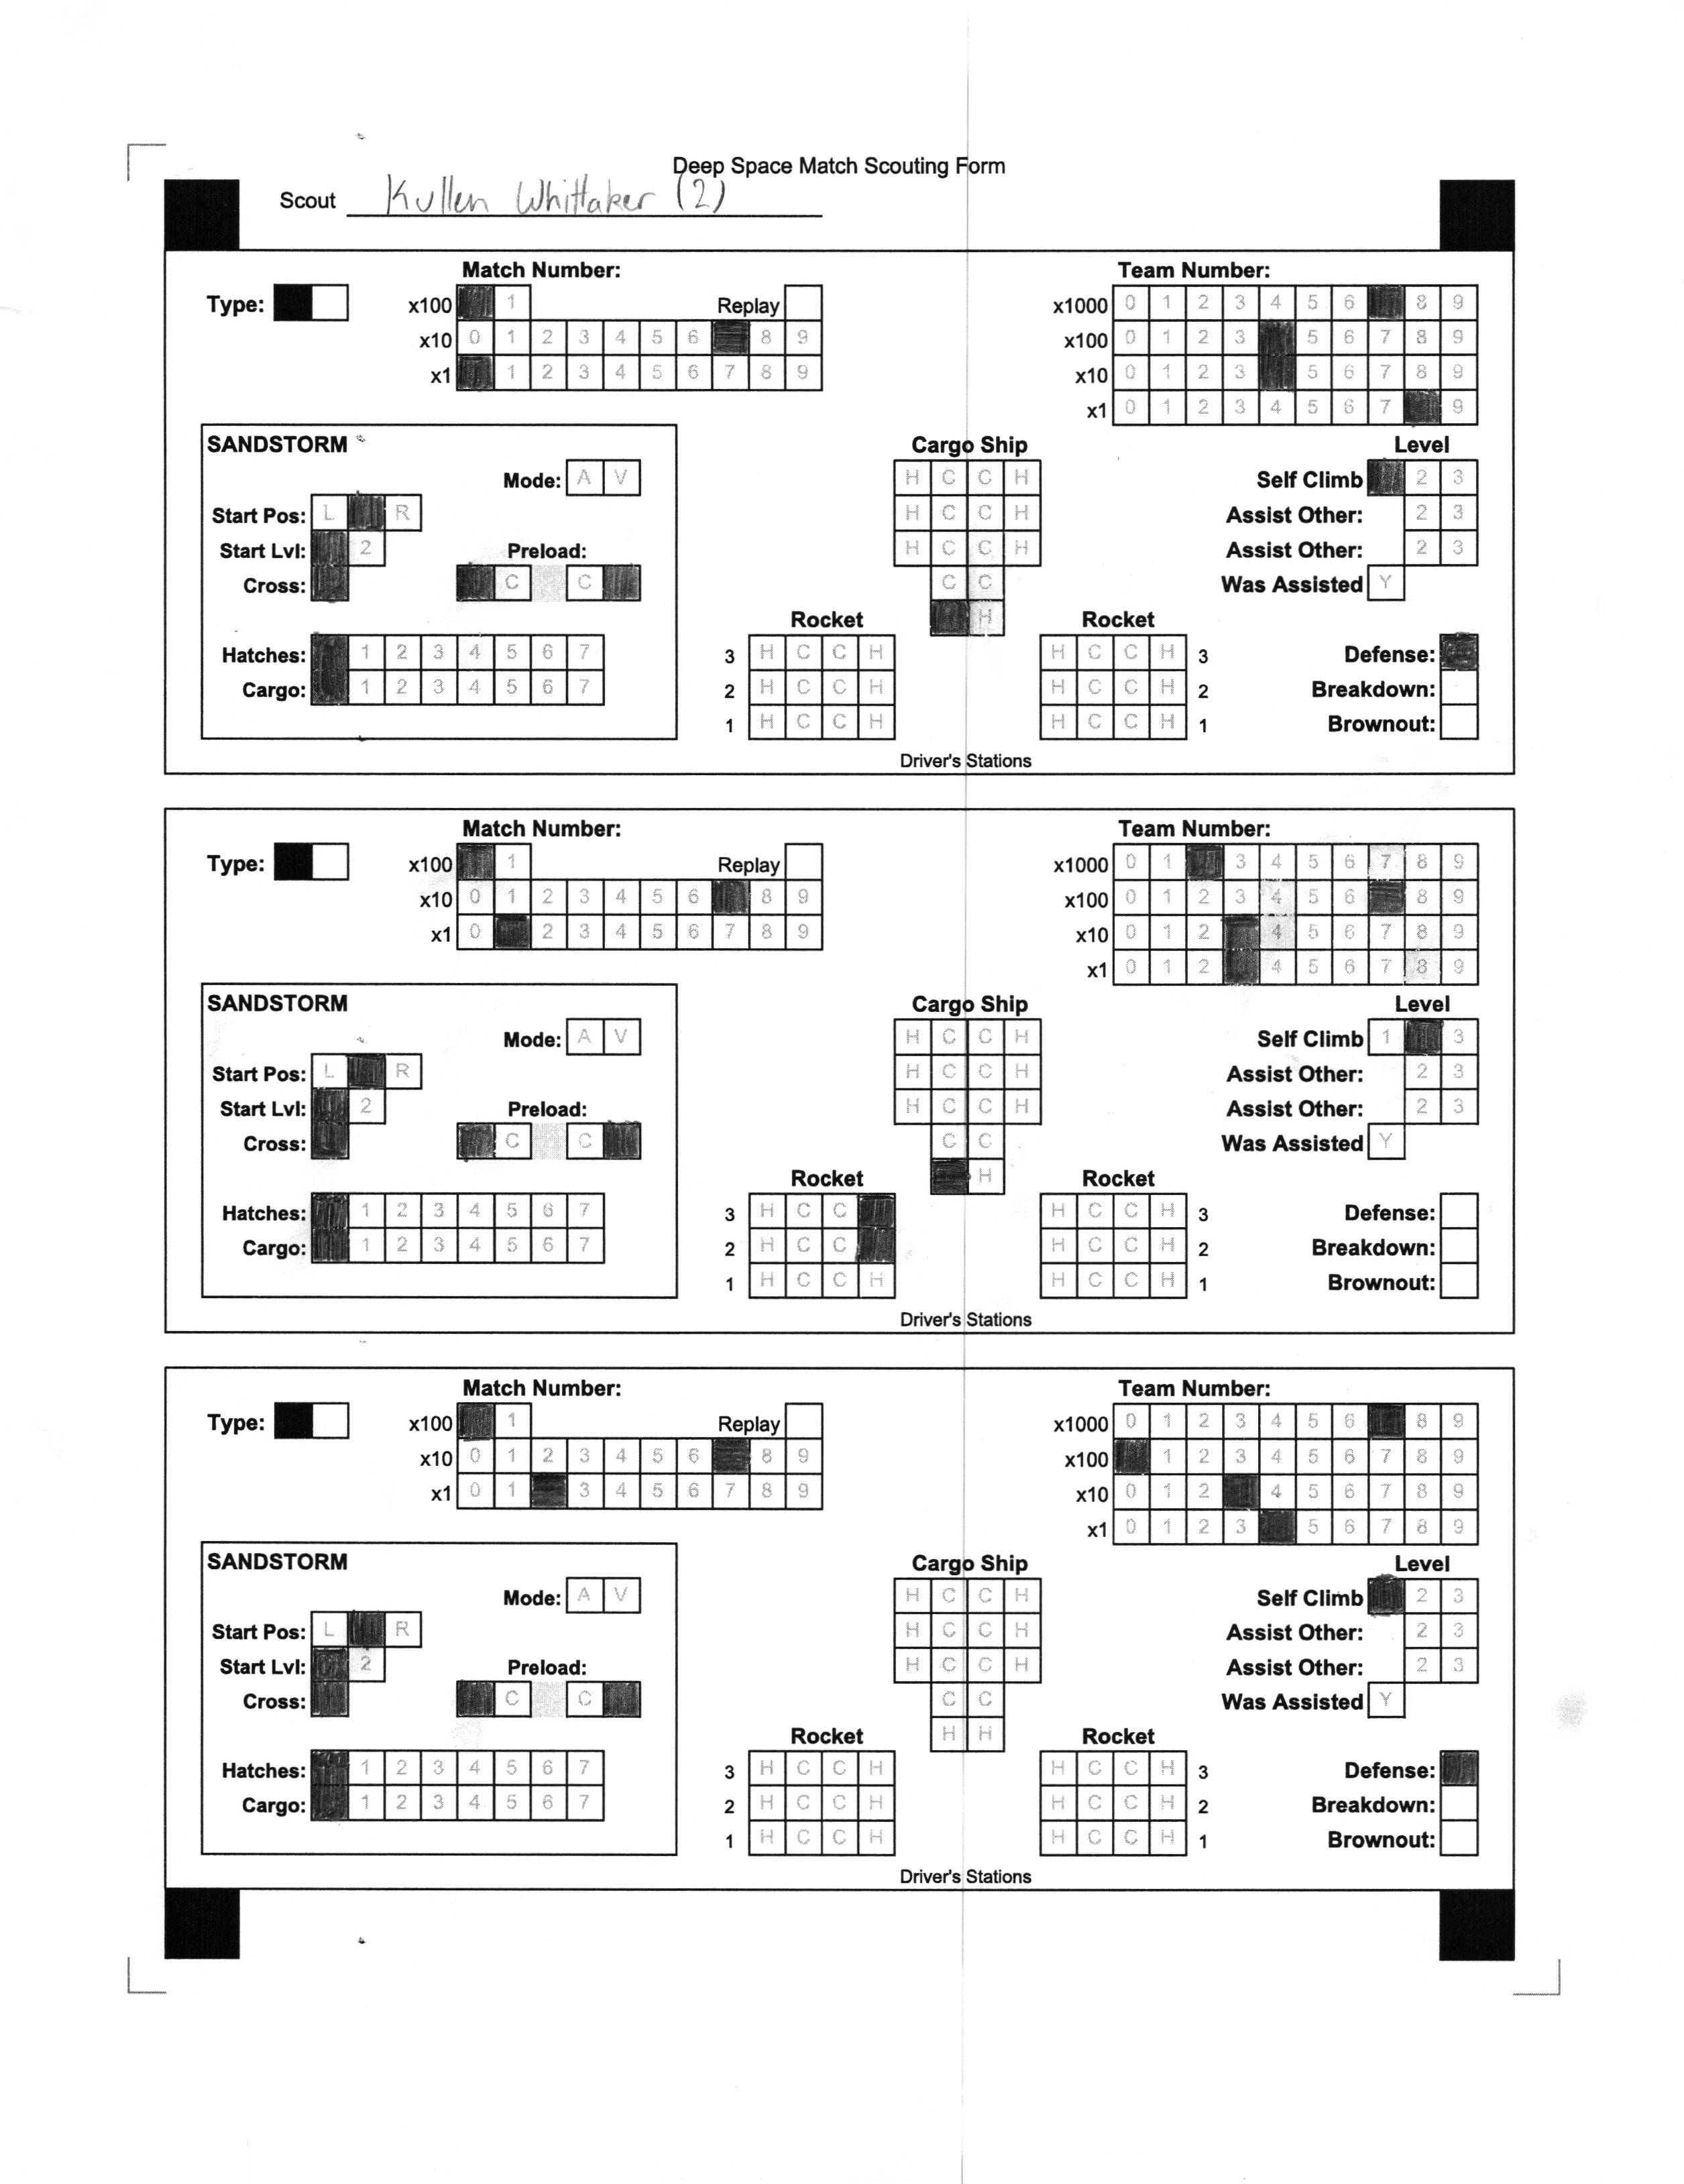 Deep Space Match Scouting Form
Scout Kullen Whittaker (2)
Match Number: Team Number:
Type: x100 1 Replay x1000 0 1 2 3 4 5 6 8 9
x10 0 1 2 3 4 5 6 8 9 x100 0 1 2 3 5 6 7 8 9
x1 1 2 3 4 5 6 7 8 9 x10 0 1 2 3 5 6 7 8 9
x1 0 1 2 3 4 5 6 7 9
SANDSTORM Cargo Ship Level
Mode: A V H C C H Self Climb 2 3
Start Pos: L R H C C H Assist Other: 2 3
Start Lvl: 2 Preload: H C C H Assist Other: 2 3
Cross: C C C C Was Assisted Y
Rocket H Rocket
Hatches: 1 2 3 4 5 6 7 3 H C C H H C C H 3 Defense:
Cargo: 1 2 3 4 5 6 7 2 H C C H H C C H 2 Breakdown:
1 H C C H H C C H 1 Brownout:
Driver's Stations
Match Number: Team Number:
Type: x100 1 Replay x1000 0 1 3 4 5 6 7 8 9
x10 0 1 2 3 4 5 6 8 9 x100 0 1 2 3 4 5 6 8 9
x1 0 2 3 4 5 6 7 8 9 x10 0 1 2 4 5 6 7 8 9
x1 0 1 2 4 5 6 7 8 9
SANDSTORM Cargo Ship Level
Mode: A V H C C H Self Climb 1 3
Start Pos: L R H C C H Assist Other: 2 3
Start Lvl: 2 Preload: H C C H Assist Other: 2 3
Cross: C C C C Was Assisted Y
Rocket H Rocket
Hatches: 1 2 3 4 5 6 7 3 H C C H C C H 3 Defense:
Cargo: 1 2 3 4 5 6 7 2 H C C H C C H 2 Breakdown:
1 H C C H H C C H 1 Brownout:
Driver's Stations
Match Number: Team Number:
Type: x100 1 Replay x1000 0 1 2 3 4 5 6 8 9
x10 0 1 2 3 4 5 6 8 9 x100 1 2 3 4 5 6 7 8 9
x1 0 1 3 4 5 6 7 8 9 x10 0 1 2 4 5 6 7 8 9
x1 0 1 2 3 5 6 7 8 9
SANDSTORM Cargo Ship Level
Mode: A V H C C H Self Climb 2 3
Start Pos: L R H C C H Assist Other: 2 3
Start Lvl: 2 Preload: H C C H Assist Other: 2 3
Cross: C C C C Was Assisted Y
Rocket H H Rocket
Hatches: 1 2 3 4 5 6 7 3 H C C H H C C H 3 Defense:
Cargo: 1 2 3 4 5 6 7 2 H C C H H C C H 2 Breakdown:
1 H C C H H C C H 1 Brownout:
Driver's Stations